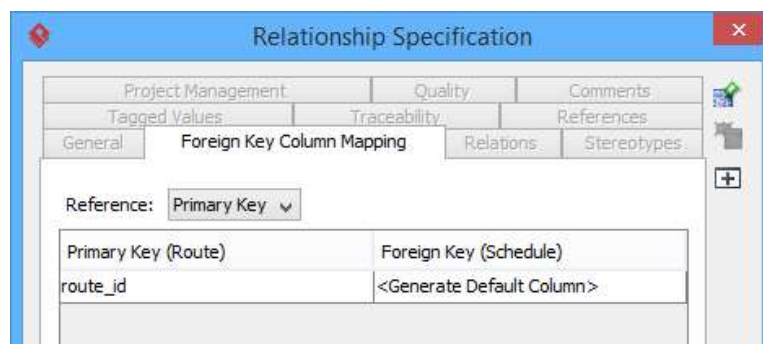 Relationship Specification
Project Management Quality Comments
Tagged Values Traceability References
General Foreign Key Column Mapping Relations Stereotypes
Reference: Primary Key
Primary Key (Route) Foreign Key (Schedule)
route_id <Generate Default Column>